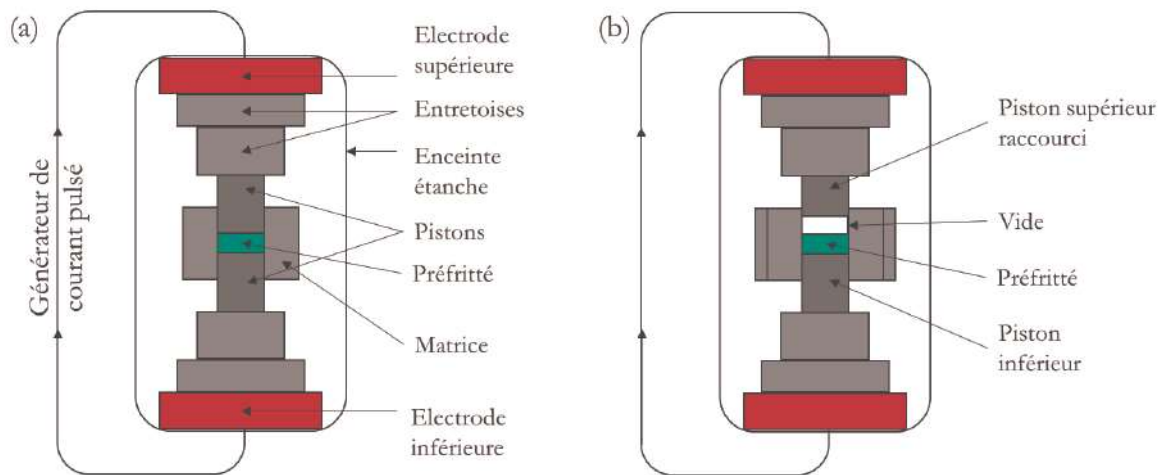 (a)
Générateur de
courant pulsé
Electrode
supérieure
Entretoises
Enceinte
étanche
Pistons
Préfritté
Matrice
Electrode
inférieure
(b)
Piston supérieur
raccourci
Vide
Préfritté
Piston
inférieur